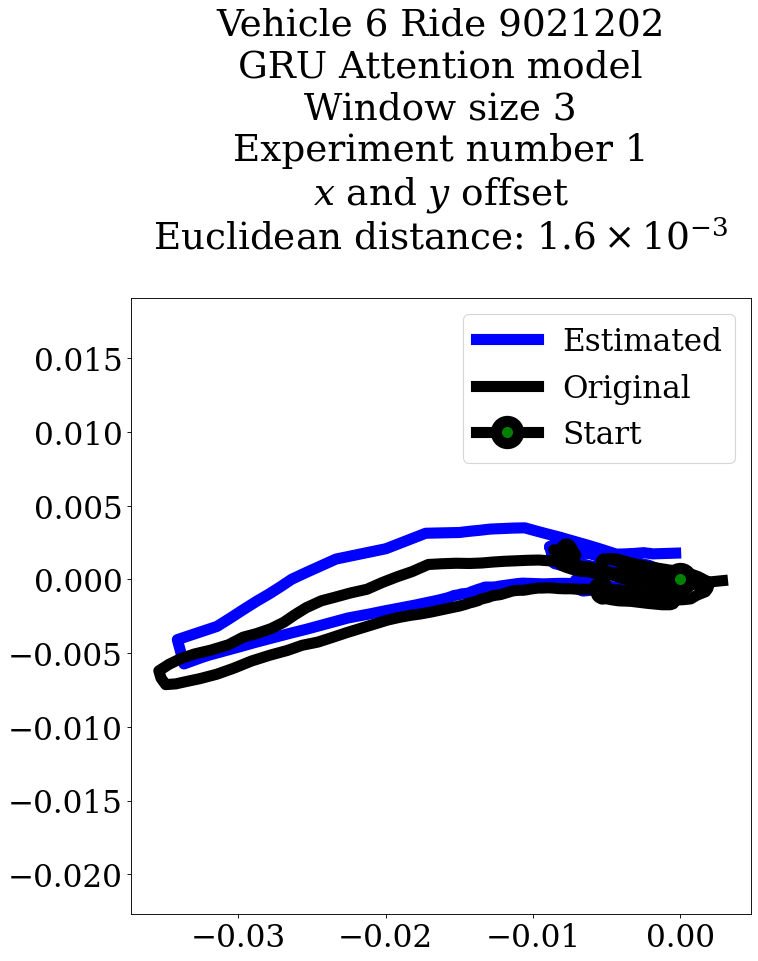 Vehicle 6 Ride 9021202
GRU Attention model
Window size 3
Experiment number 1
x and y offset
Euclidean distance: 1.6 × 10⁻³
Estimated
Original
Start
0.015
0.010
0.005
0.000
−0.005
−0.010
−0.015
−0.020
−0.03 −0.02 −0.01 0.00